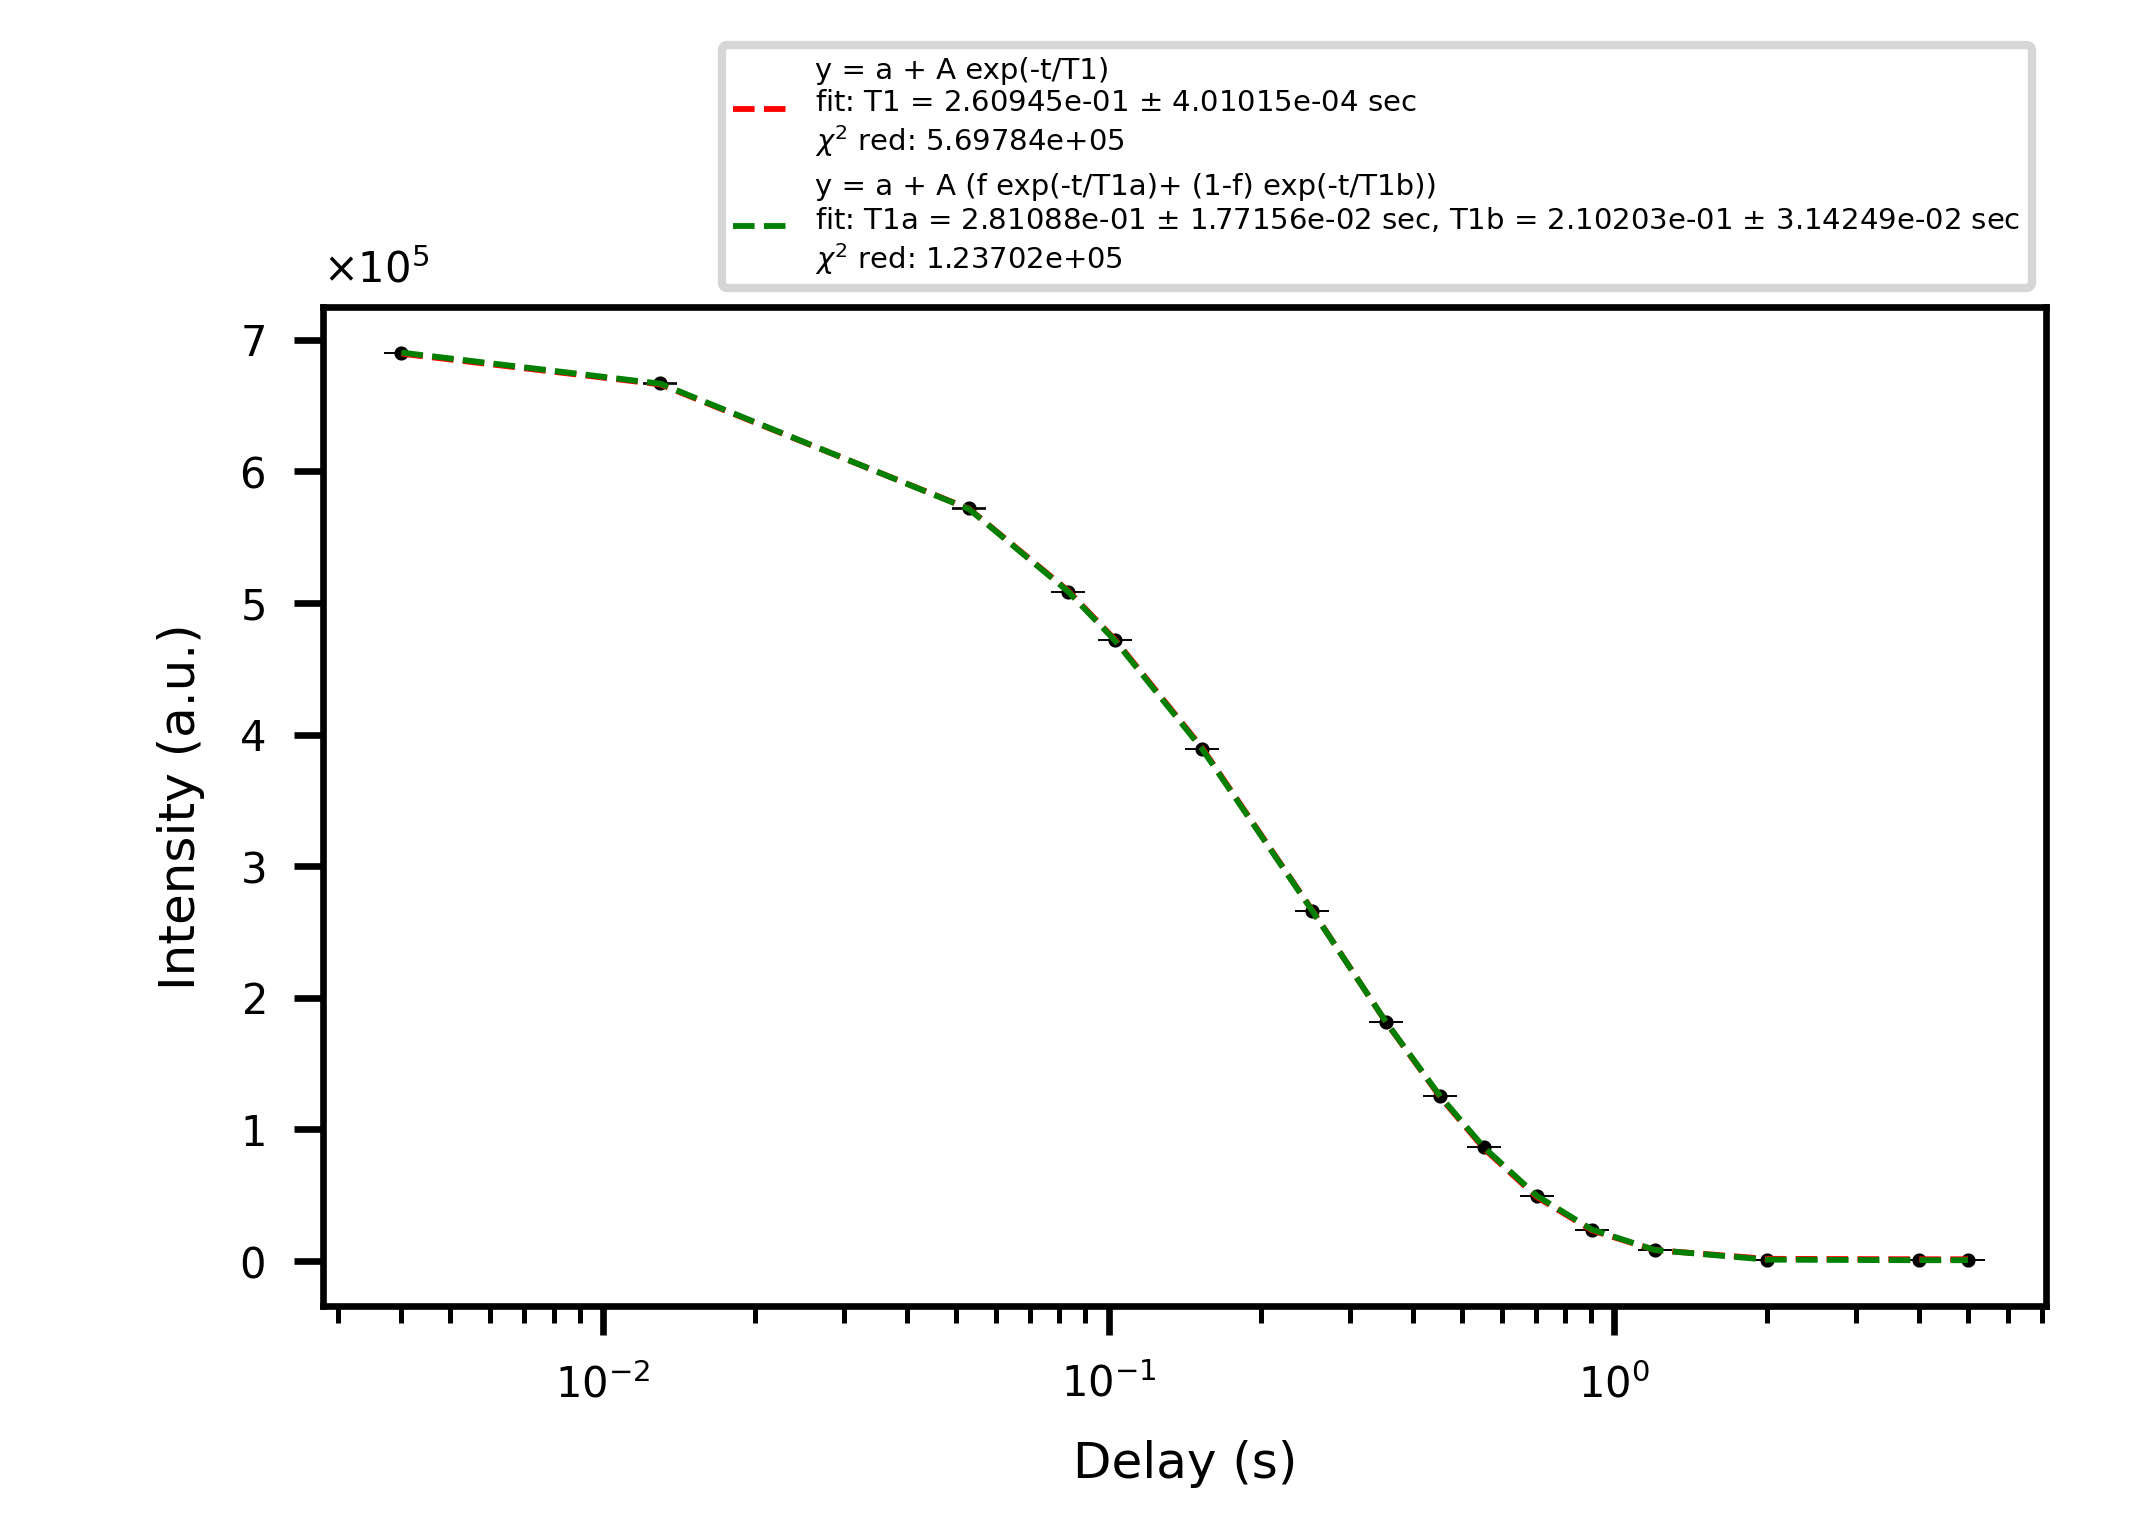 y = a + A exp(-t/T1)
fit: T1 = 2.60945e-01 ± 4.01015e-04 sec
χ² red: 5.69784e+05
y = a + A (f exp(-t/T1a)+ (1-f) exp(-t/T1b))
fit: T1a = 2.81088e-01 ± 1.77156e-02 sec, T1b = 2.10203e-01 ± 3.14249e-02 sec
χ² red: 1.23702e+05
×10⁵
7
6
5
4
3
2
1
0
Intensity (a.u.)
10⁻² 10⁻¹ 10⁰
Delay (s)